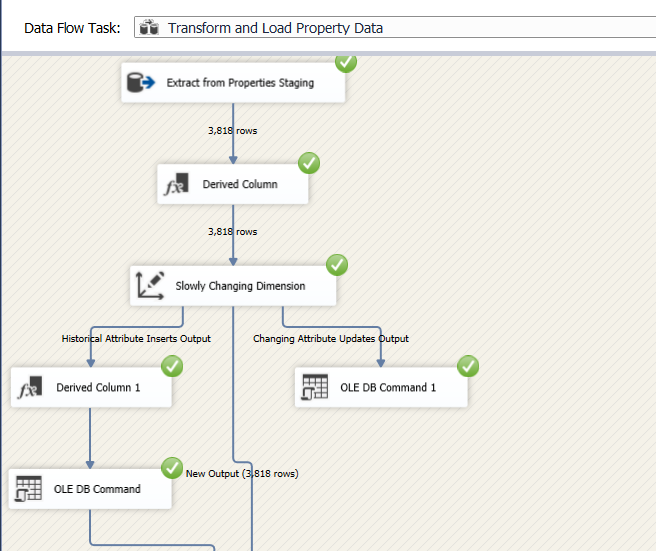 Data Flow Task: Transform and Load Property Data
Extract from Properties Staging
3,818 rows
Derived Column
3,818 rows
Slowly Changing Dimension
Historical Attribute Inserts Output
Changing Attribute Updates Output
Derived Column 1
OLE DB Command 1
New Output (3,818 rows)
OLE DB Command